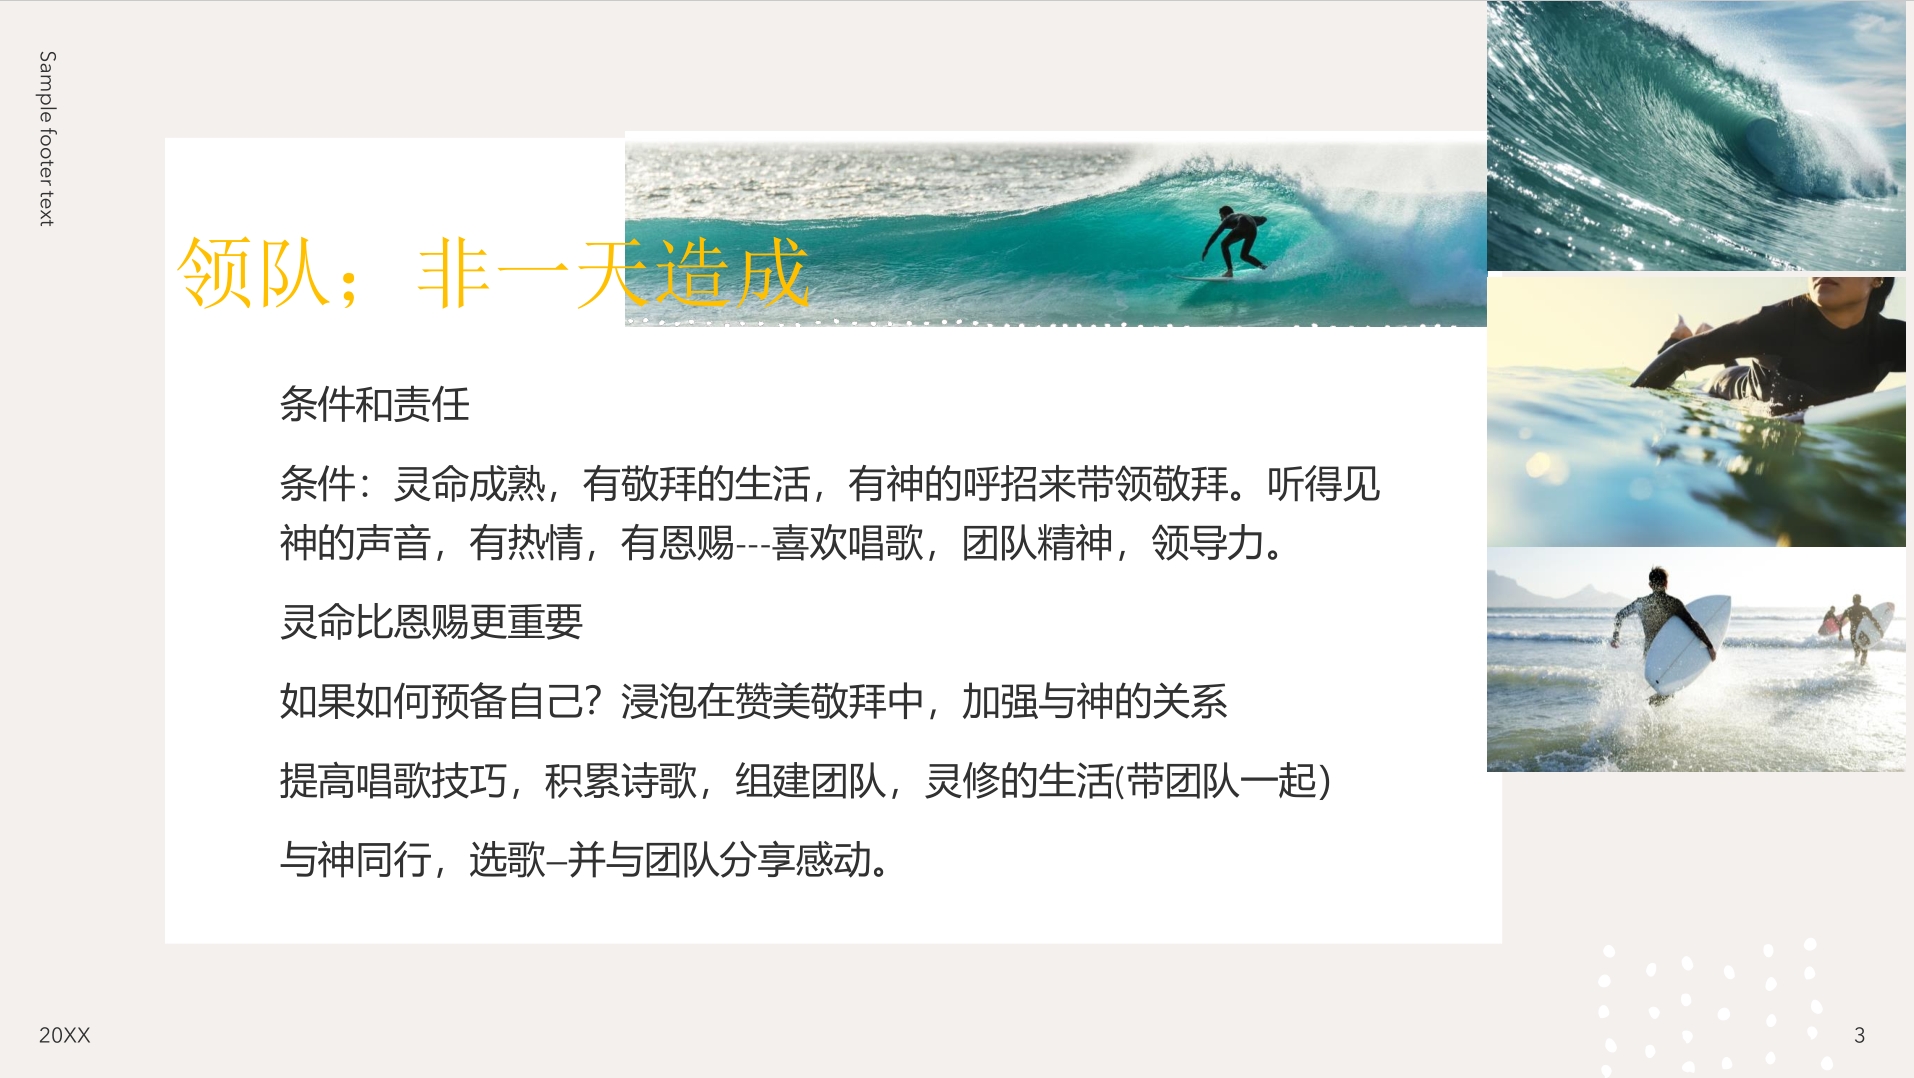 Sample footer text
领队；非一天造成
条件和责任
条件：灵命成熟，有敬拜的生活，有神的呼招来带领敬拜。听得见
神的声音，有热情，有恩赐---喜欢唱歌，团队精神，领导力。
灵命比恩赐更重要
如果如何预备自己？浸泡在赞美敬拜中，加强与神的关系
提高唱歌技巧，积累诗歌，组建团队，灵修的生活(带团队一起）
与神同行，选歌–并与团队分享感动。
20XX
3